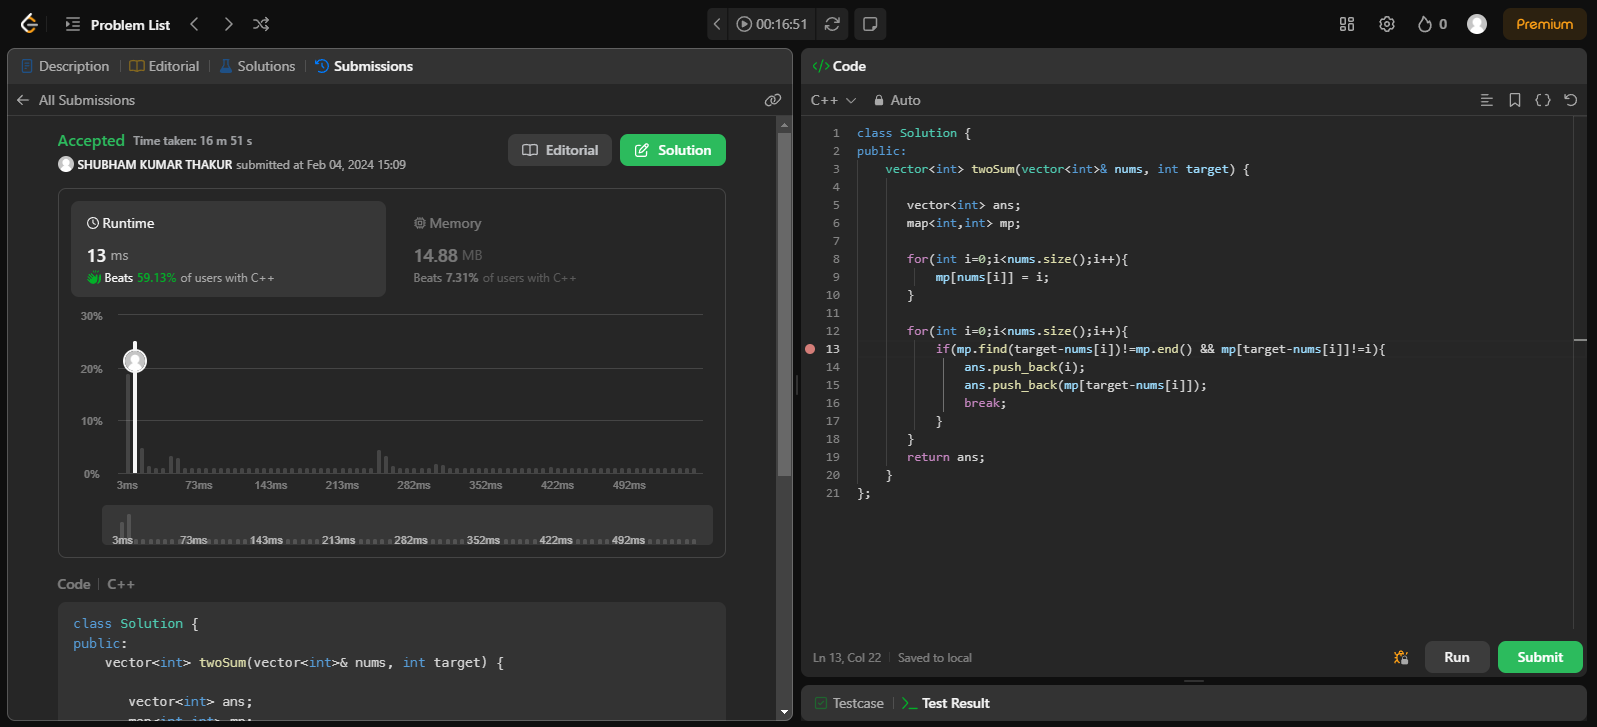 Problem List
00:16:51
0
Premium
Description
Editorial
Solutions
Submissions
All Submissions
Accepted Time taken: 16 m 51 s
SHUBHAM KUMAR THAKUR submitted at Feb 04, 2024 15:09
Editorial
Solution
Runtime
13 ms
Beats 59.13% of users with C++
Memory
14.88 MB
Beats 7.31% of users with C++
30%
20%
10%
0%
3ms 73ms 143ms 213ms 282ms 352ms 422ms 492ms
3ms 73ms 143ms 213ms 282ms 352ms 422ms 492ms
Code C++
class Solution {
public:
    vector<int> twoSum(vector<int>& nums, int target) {
       vector<int> ans;
       map<int,int> mp;
</> Code
C++ Auto
1 class Solution {
2 public:
3     vector<int> twoSum(vector<int>& nums, int target) {
4
5        vector<int> ans;
6        map<int,int> mp;
7
8        for(int i=0;i<nums.size();i++){
9            mp[nums[i]] = i;
10        }
11
12        for(int i=0;i<nums.size();i++){
13            if(mp.find(target-nums[i])!=mp.end() && mp[target-nums[i]]!=i){
14                ans.push_back(i);
15                ans.push_back(mp[target-nums[i]]);
16                break;
17            }
18        }
19        return ans;
20     }
21 };
Ln 13, Col 22 Saved to local
Run
Submit
Testcase
Test Result